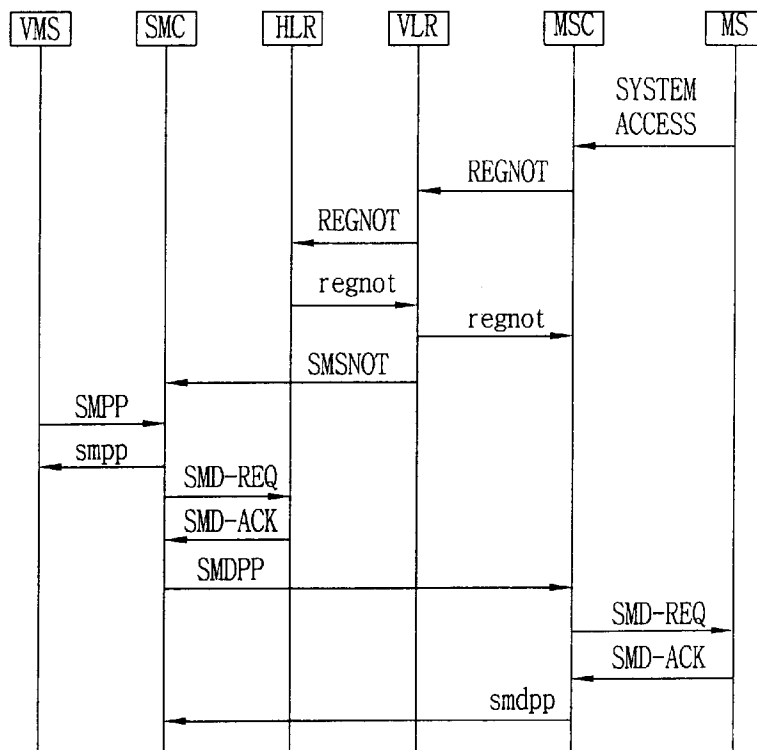 VMS SMC HLR VLR MSC MS
SYSTEM
ACCESS
REGNOT
REGNOT
regnot
regnot
SMSNOT
SMPP
smpp
SMD-REQ
SMD-ACK
SMDPP
SMD-REQ
SMD-ACK
smdpp